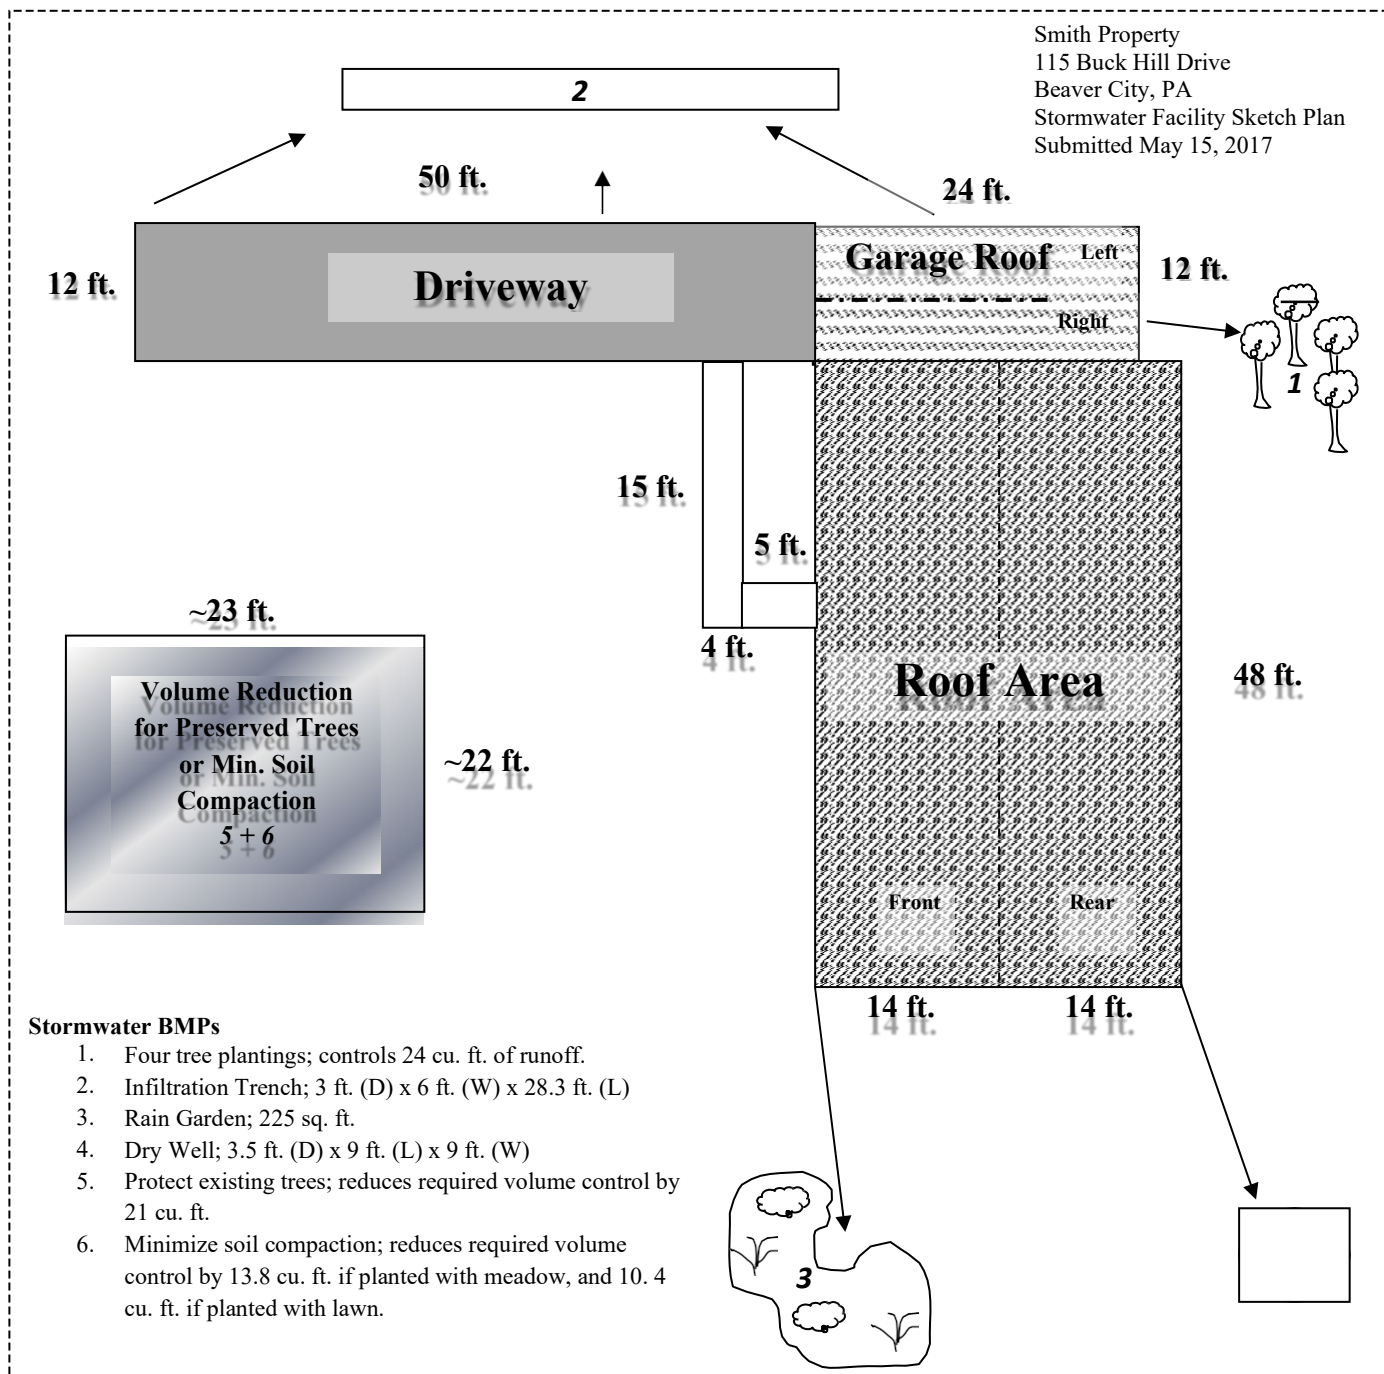 Smith Property
115 Buck Hill Drive
Beaver City, PA
Stormwater Facility Sketch Plan
Submitted May 15, 2017
2
50 ft.
24 ft.
12 ft.
Driveway
Garage Roof
Left
Right
12 ft.
1
15 ft.
5 ft.
4 ft.
~23 ft.
Volume Reduction
for Preserved Trees
or Min. Soil
Compaction
5 + 6
~22 ft.
Roof Area
48 ft.
Front
Rear
14 ft.
14 ft.
Stormwater BMPs
1. Four tree plantings; controls 24 cu. ft. of runoff.
2. Infiltration Trench; 3 ft. (D) x 6 ft. (W) x 28.3 ft. (L)
3. Rain Garden; 225 sq. ft.
4. Dry Well; 3.5 ft. (D) x 9 ft. (L) x 9 ft. (W)
5. Protect existing trees; reduces required volume control by
21 cu. ft.
6. Minimize soil compaction; reduces required volume
control by 13.8 cu. ft. if planted with meadow, and 10. 4
cu. ft. if planted with lawn.
3